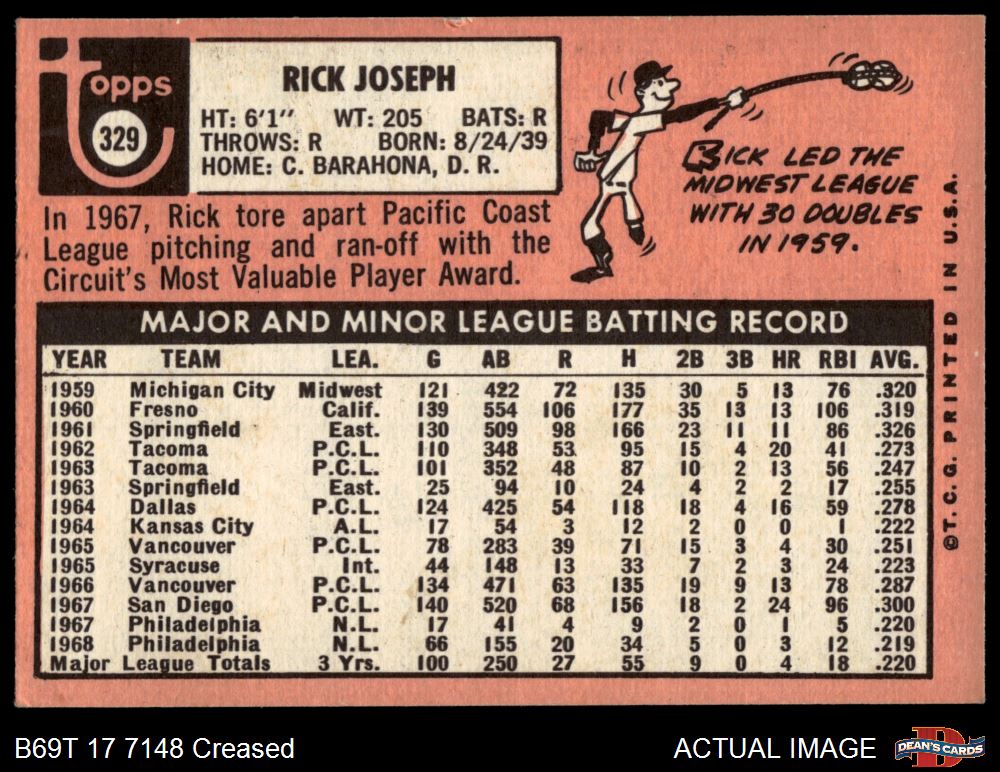 Topps
329
RICK JOSEPH
HT: 6'1" WT: 205 BATS: R
THROWS: R BORN: 8/24/39
HOME: C. BARAHONA, D. R.
In 1967, Rick tore apart Pacific Coast
League pitching and ran-off with the
Circuit's Most Valuable Player Award.
RICK LED THE
MIDWEST LEAGUE
WITH 30 DOUBLES
IN 1959.
MAJOR AND MINOR LEAGUE BATTING RECORD
YEAR TEAM LEA. G AB R H 2B 3B HR RBI AVG.
1959 Michigan City Midwest 121 422 72 135 30 5 13 76 .320
1960 Fresno Calif. 139 554 106 177 35 13 13 106 .319
1961 Springfield East. 130 509 98 166 23 11 11 86 .326
1962 Tacoma P.C.L. 110 348 53 95 15 4 20 41 .273
1963 Tacoma P.C.L. 101 352 48 87 10 2 13 56 .247
1963 Springfield East. 25 94 10 24 4 2 2 17 .255
1964 Dallas P.C.L. 124 425 54 118 18 4 16 59 .278
1964 Kansas City A.L. 17 54 3 12 2 0 0 1 .222
1965 Vancouver P.C.L. 78 283 39 71 15 3 4 30 .251
1965 Syracuse Int. 44 148 13 33 7 2 3 24 .223
1966 Vancouver P.C.L. 134 471 63 135 19 9 13 78 .287
1967 San Diego P.C.L. 140 520 68 156 18 2 24 96 .300
1967 Philadelphia N.L. 17 41 4 9 2 0 1 5 .220
1968 Philadelphia N.L. 66 155 20 34 5 0 3 12 .219
Major League Totals 3 Yrs. 100 250 27 55 9 0 4 18 .220
©T. C. G. PRINTED IN U.S.A.
B69T 17 7148 Creased
ACTUAL IMAGE
DEAN'S CARDS